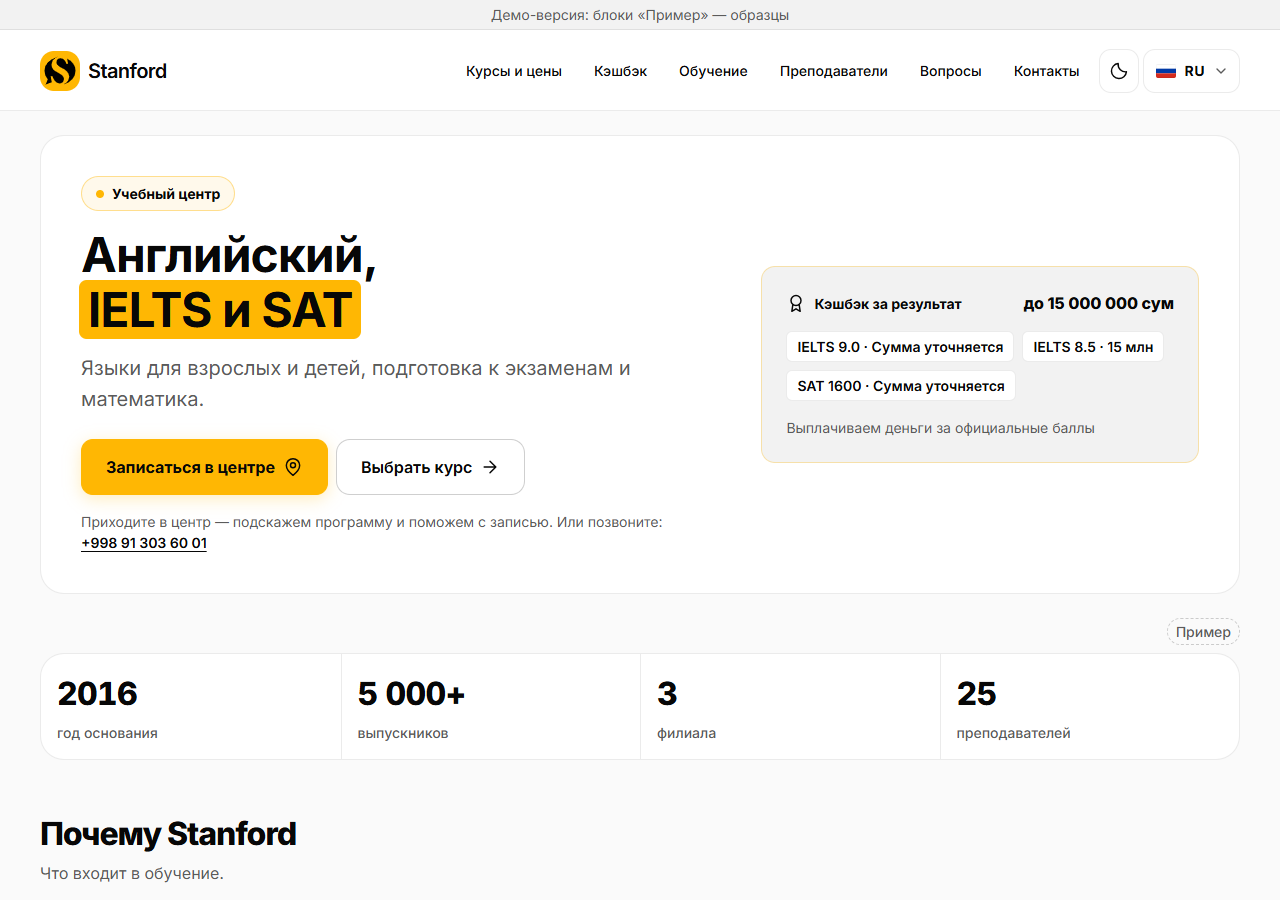 Демо-версия: блоки «Пример» — образцы
Stanford
Курсы и цены
Кэшбэк
Обучение
Преподаватели
Вопросы
Контакты
RU
Учебный центр
Английский,
IELTS и SAT
Языки для взрослых и детей, подготовка к экзаменам и
математика.
Записаться в центре
Выбрать курс
Приходите в центр — подскажем программу и поможем с записью. Или позвоните:
+998 91 303 60 01
Кэшбэк за результат
до 15 000 000 сум
IELTS 9.0 · Сумма уточняется
IELTS 8.5 · 15 млн
SAT 1600 · Сумма уточняется
Выплачиваем деньги за официальные баллы
Пример
2016
год основания
5 000+
выпускников
3
филиала
25
преподавателей
Почему Stanford
Что входит в обучение.